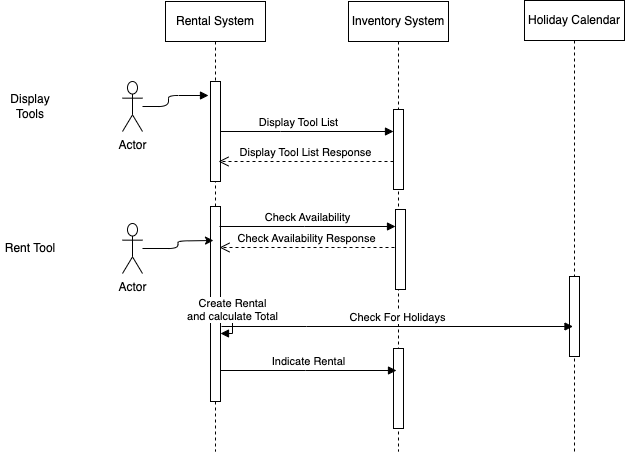 Rental System
Inventory System
Holiday Calendar
Display
Tools
Actor
Display Tool List
Display Tool List Response
Rent Tool
Actor
Check Availability
Check Availability Response
Create Rental
and calculate Total
Check For Holidays
Indicate Rental